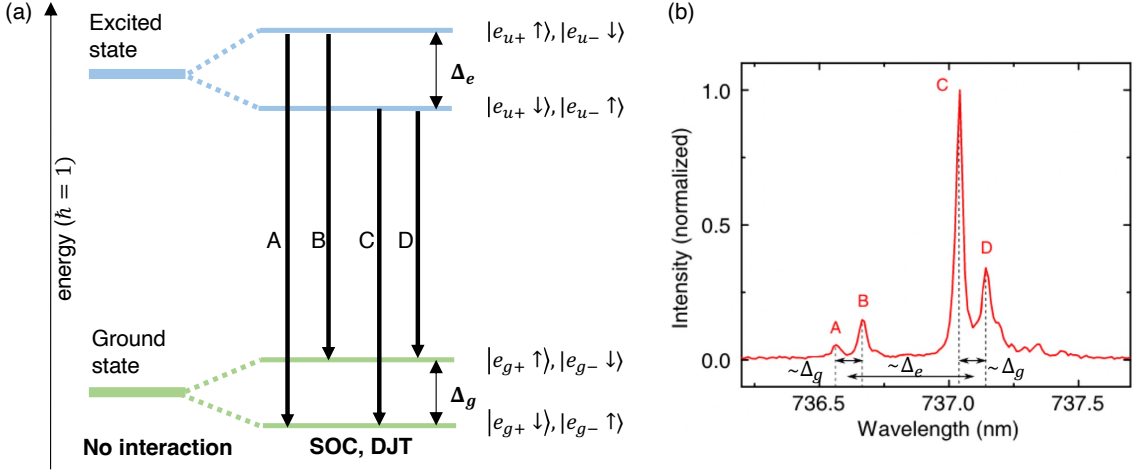 (a)
Excited
state
|e_{u+} ↑⟩, |e_{u−} ↓⟩
Δ_e
|e_{u+} ↓⟩, |e_{u−} ↑⟩
energy (ħ = 1)
A B C D
Ground
state
|e_{g+} ↑⟩, |e_{g−} ↓⟩
Δ_g
|e_{g+} ↓⟩, |e_{g−} ↑⟩
No interaction
SOC, DJT
(b)
Intensity (normalized)
1.0
0.5
0.0
C
D
B
A
~Δ_g
~Δ_e
~Δ_g
736.5 737.0 737.5
Wavelength (nm)